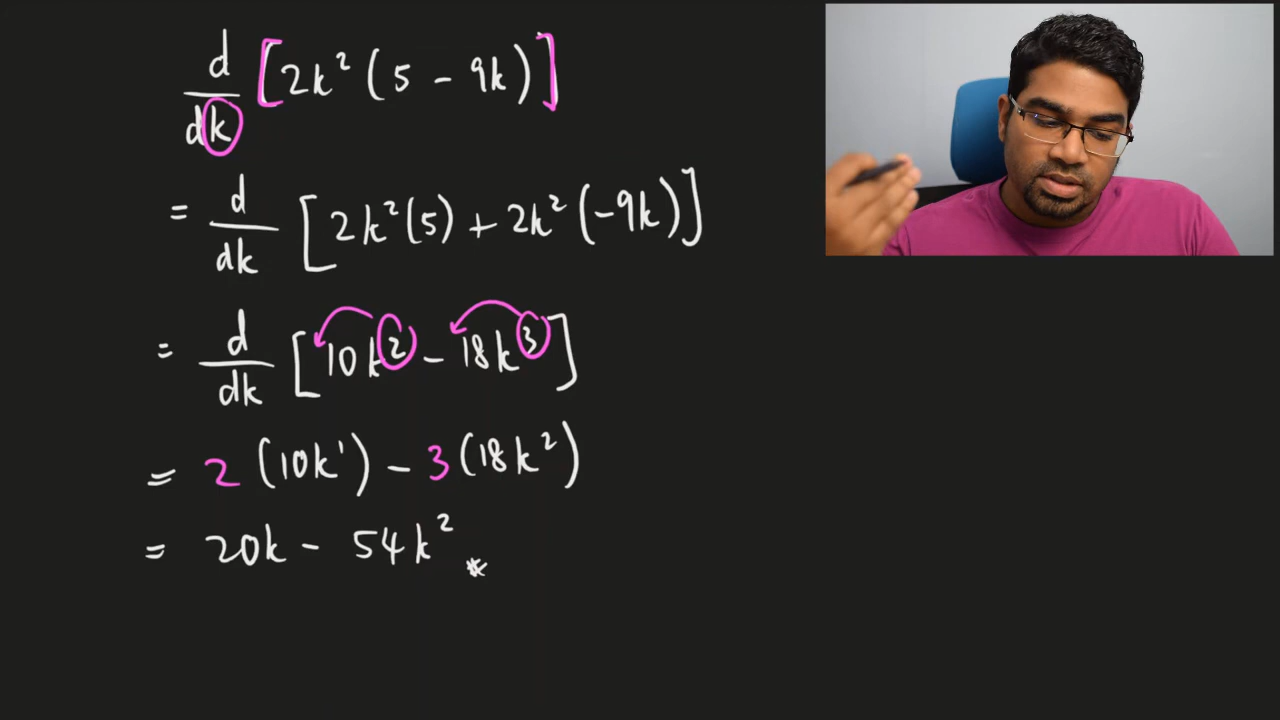 d/dk [2k² (5 - 9k)]
= d/dk [2k²(5) + 2k²(-9k)]
= d/dk [10k² - 18k³]
= 2 (10k¹) - 3 (18k²)
= 20k - 54k² *